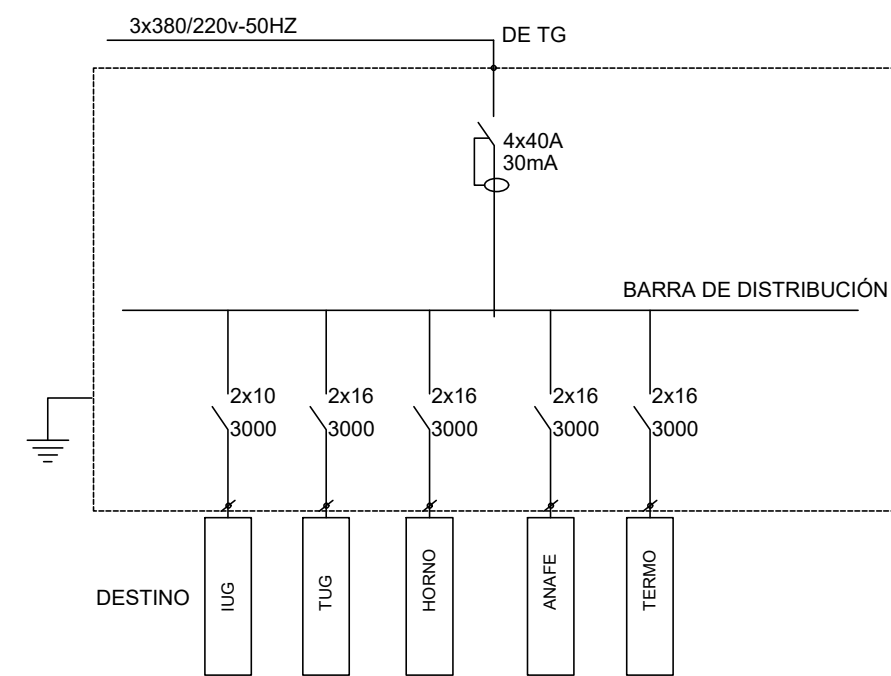 3x380/220v-50HZ
DE TG
4x40A
30mA
BARRA DE DISTRIBUCIÓN
2x10
3000
2x16
3000
2x16
3000
2x16
3000
2x16
3000
DESTINO
IUG
TUG
HORNO
ANAFE
TERMO